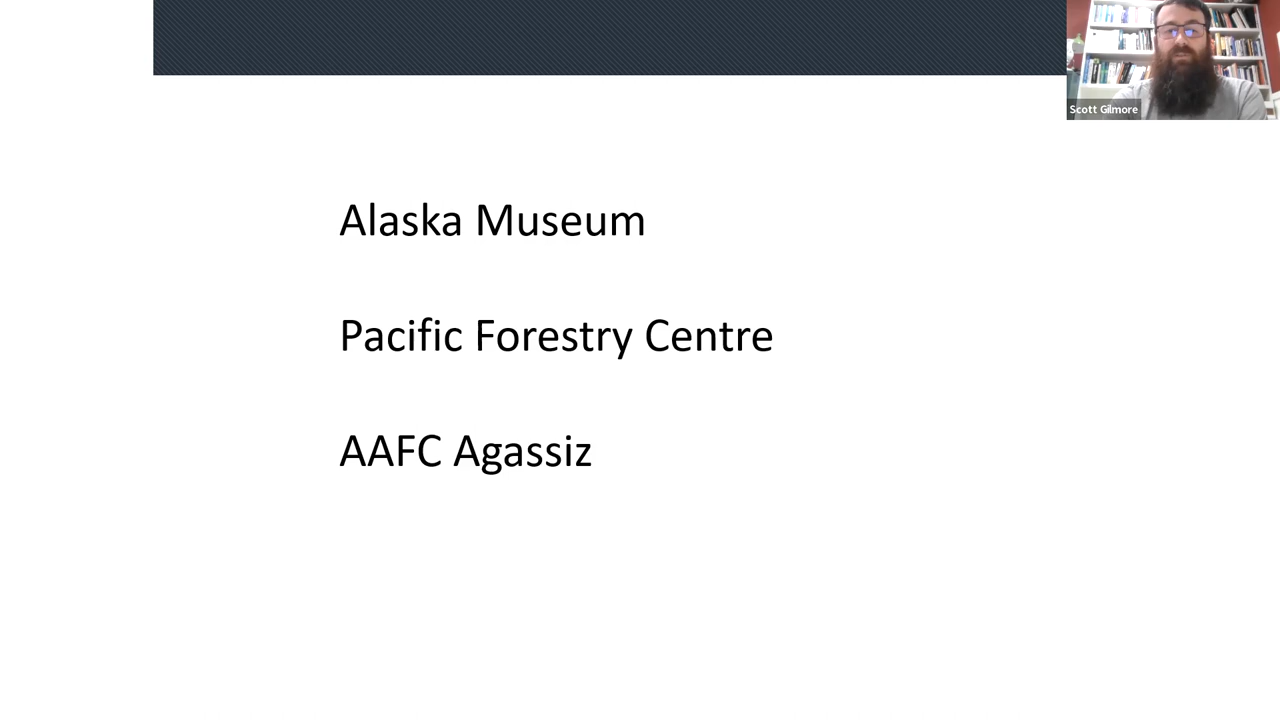 Scott Gilmore
Alaska Museum
Pacific Forestry Centre
AAFC Agassiz